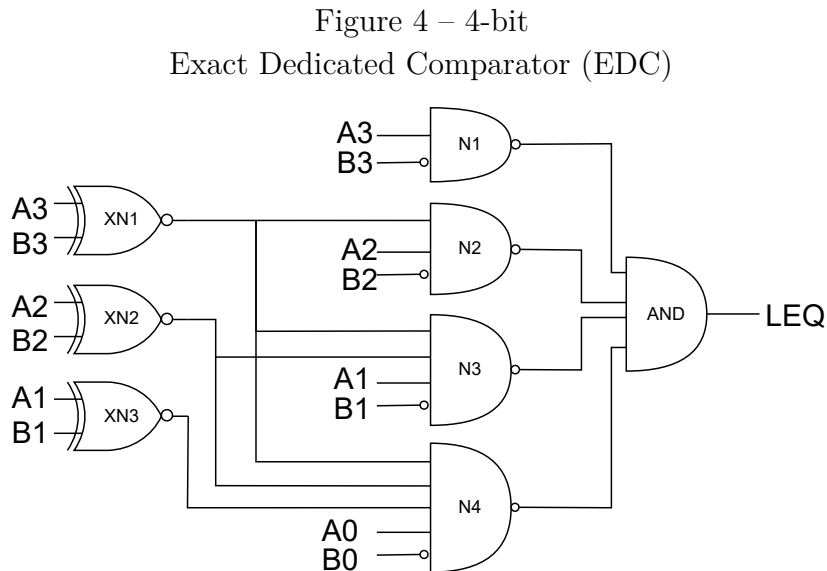 Figure 4 – 4-bit
Exact Dedicated Comparator (EDC)
A3
B3
N1
A3
B3
XN1
A2
B2
N2
A2
B2
XN2
AND
LEQ
A1
B1
N3
A1
B1
XN3
A0
B0
N4